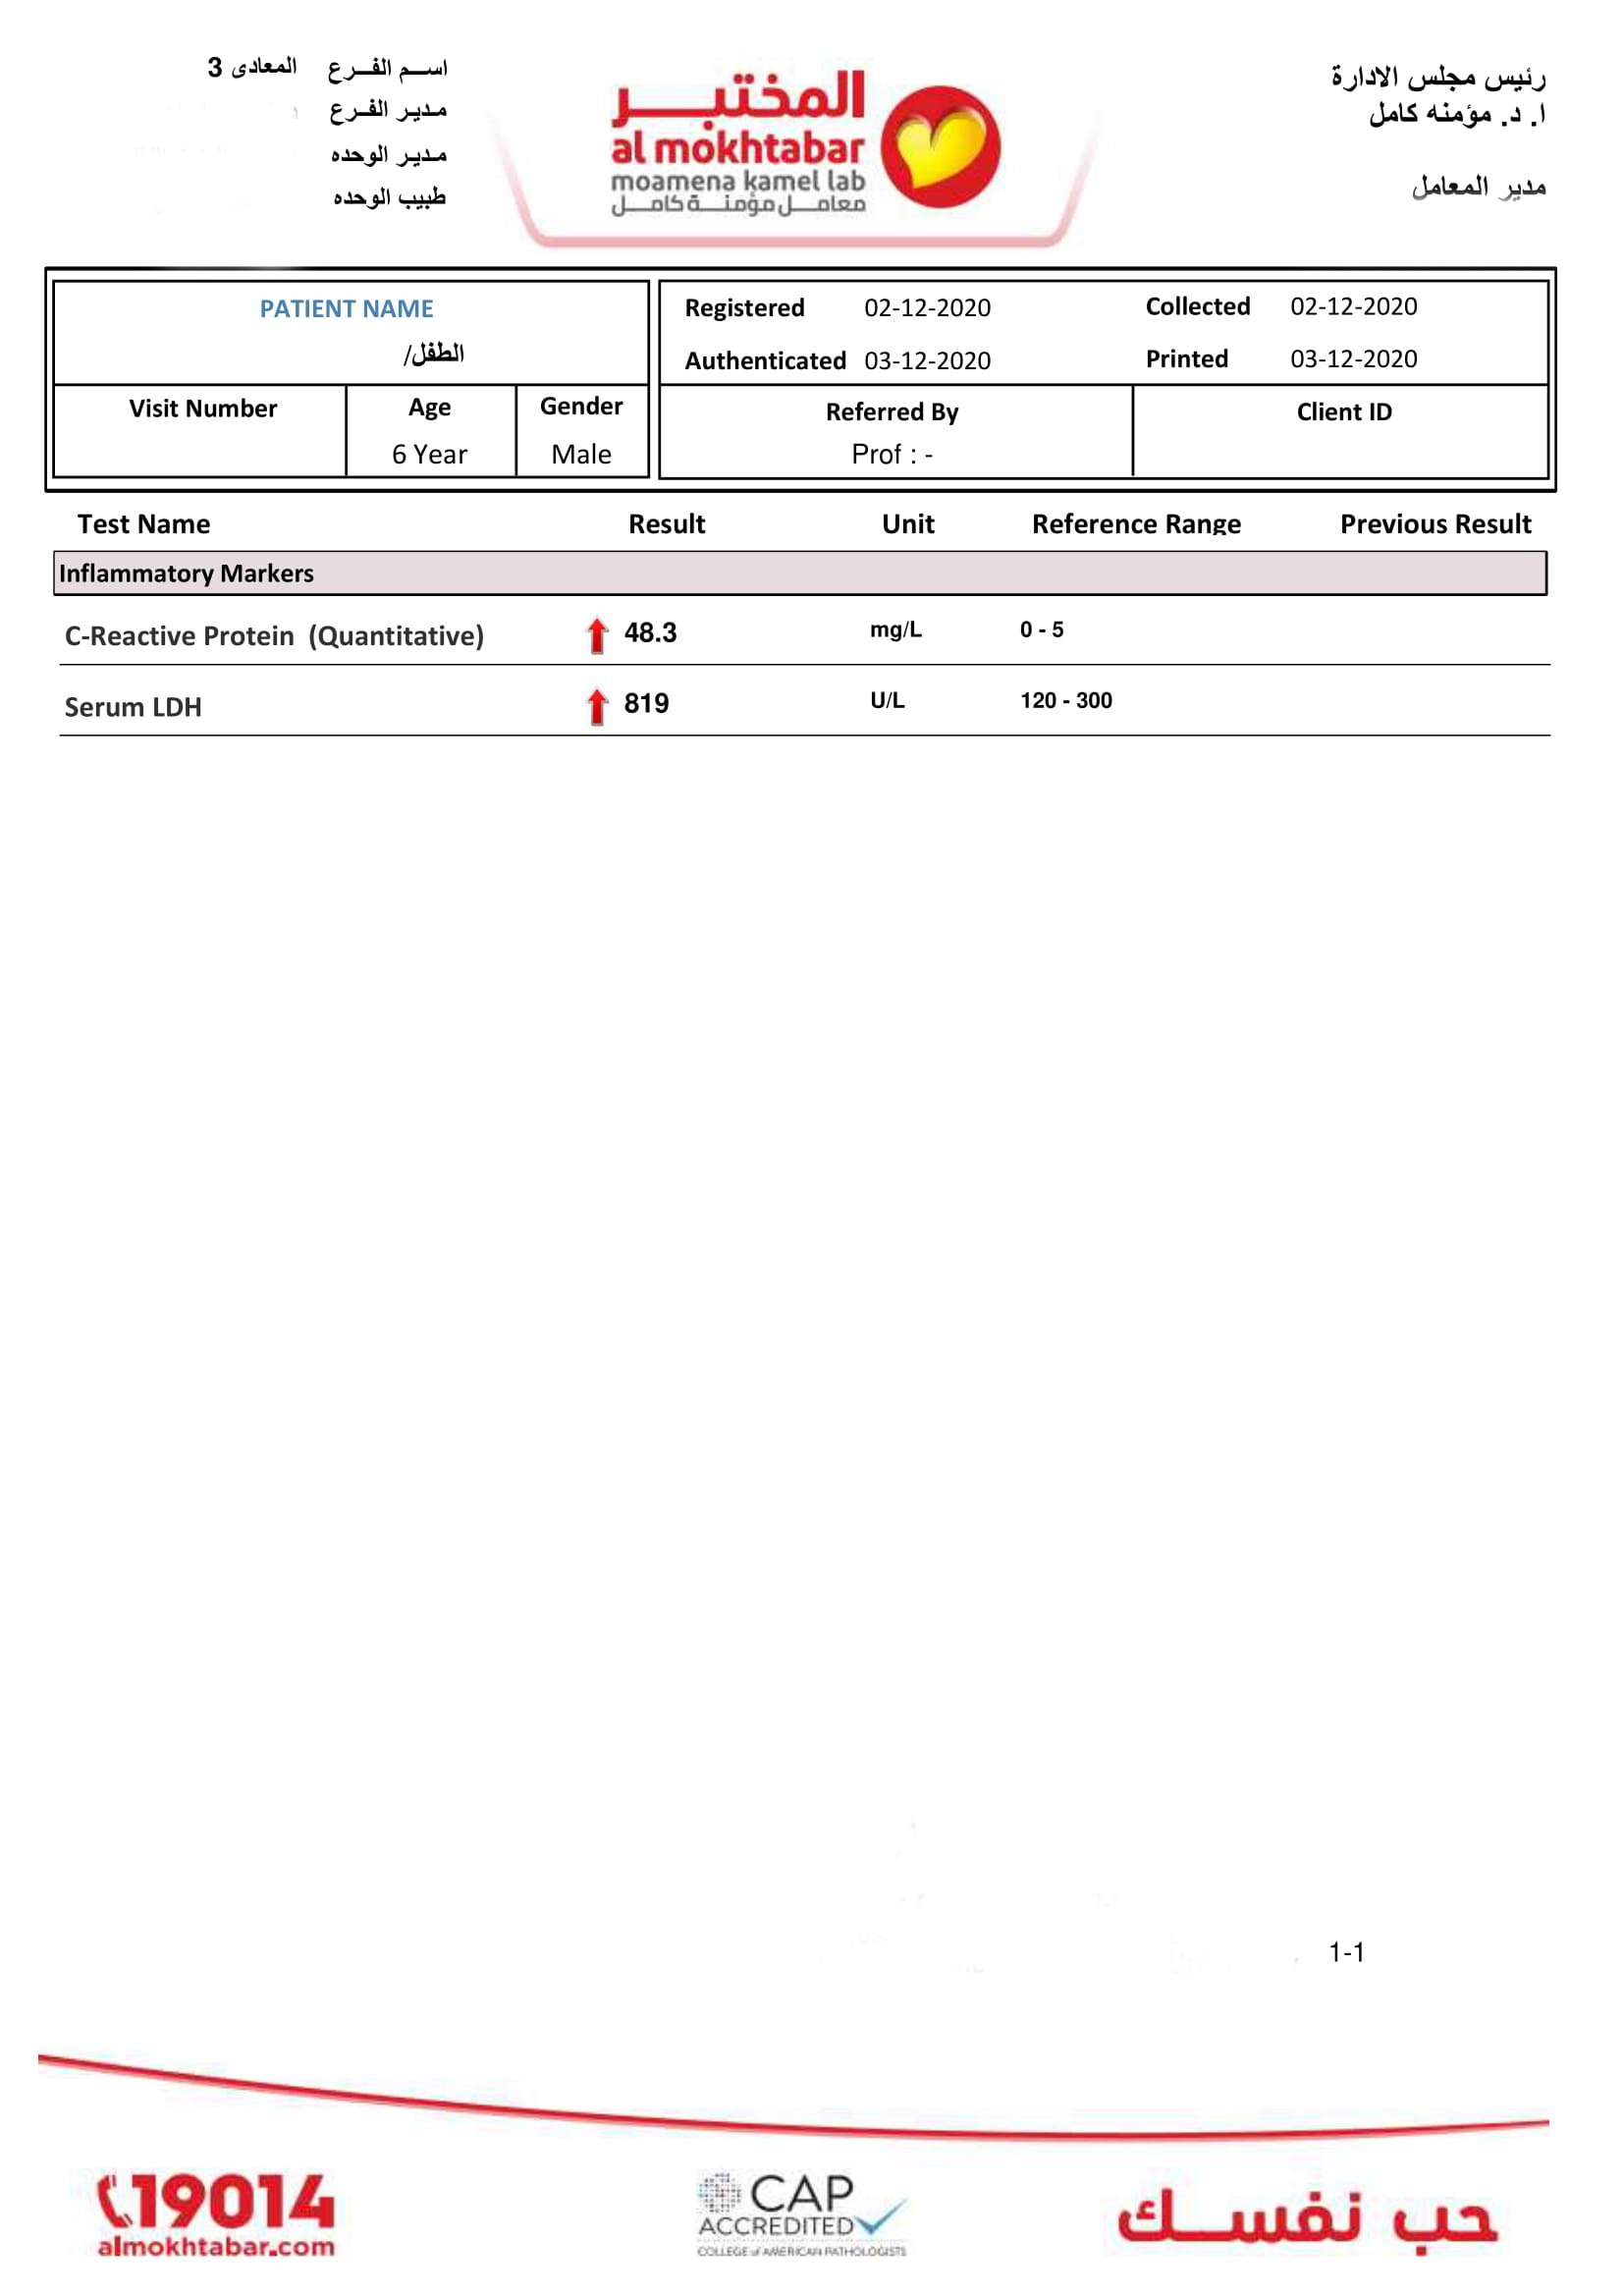 رئيس مجلس الادارة
ا. د. مؤمنه كامل
مدير المعامل
المختبر
al mokhtabar
moamena kamel lab
معامل مؤمنة كامل
اسم الفرع المعادى 3
مدير الفرع
مدير الوحده
طبيب الوحده
PATIENT NAME
الطفل/
Registered 02-12-2020 Collected 02-12-2020
Authenticated 03-12-2020 Printed 03-12-2020
Visit Number Age Gender Referred By Client ID
6 Year Male Prof : -
Test Name Result Unit Reference Range Previous Result
Inflammatory Markers
C-Reactive Protein (Quantitative) 48.3 mg/L 0 - 5
Serum LDH 819 U/L 120 - 300
1-1
19014
almokhtabar.com
CAP
ACCREDITED
COLLEGE of AMERICAN PATHOLOGISTS
حب نفسك